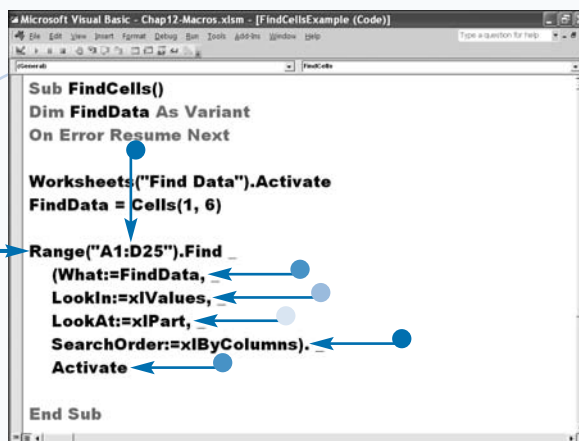 Microsoft Visual Basic - Chap12-Macros.xlsm - [FindCellsExample (Code)]
File Edit View Insert Format Debug Run Tools Add-Ins Window Help Type a question for help
(General) FindCells
Sub FindCells()
Dim FindData As Variant
On Error Resume Next
Worksheets("Find Data").Activate
FindData = Cells(1, 6)
Range("A1:D25").Find _
(What:=FindData, _
LookIn:=xlValues, _
LookAt:=xlPart, _
SearchOrder:=xlByColumns). _
Activate
End Sub